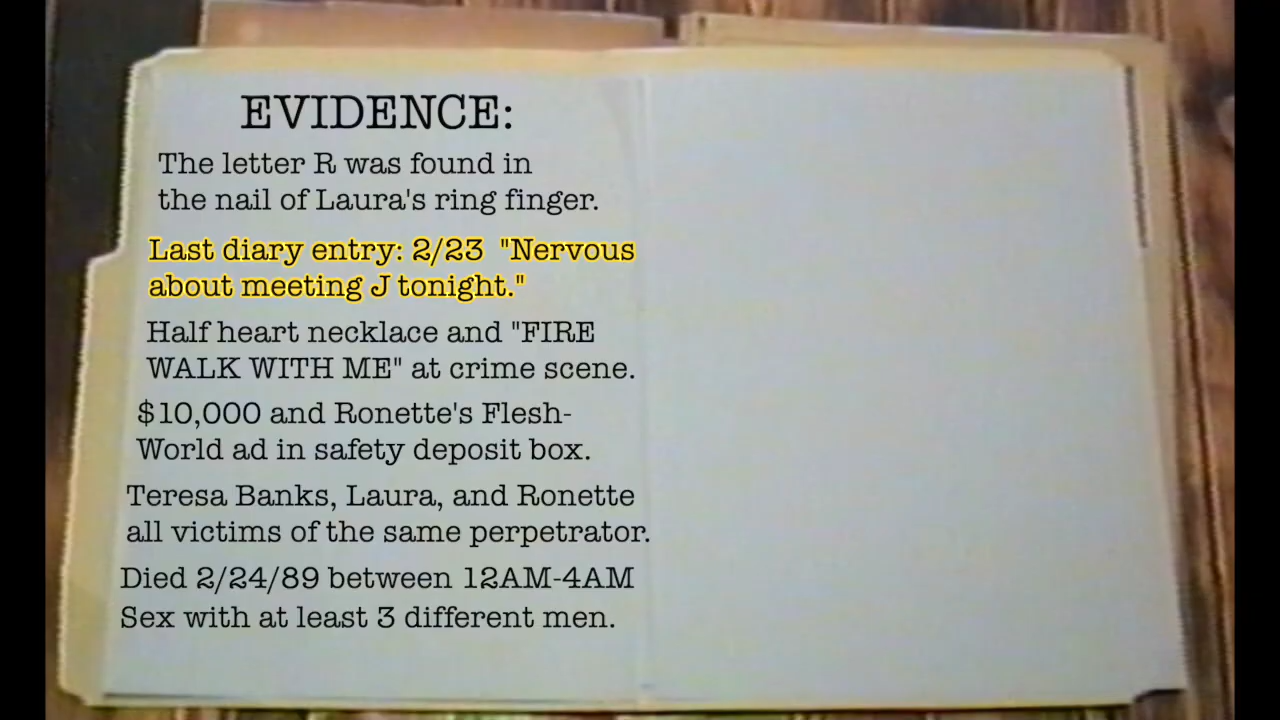 EVIDENCE:
The letter R was found in
the nail of Laura's ring finger.
Last diary entry: 2/23  "Nervous
about meeting J tonight."
Half heart necklace and "FIRE
WALK WITH ME" at crime scene.
$10,000 and Ronette's Flesh-
World ad in safety deposit box.
Teresa Banks, Laura, and Ronette
all victims of the same perpetrator.
Died 2/24/89 between 12AM-4AM
Sex with at least 3 different men.